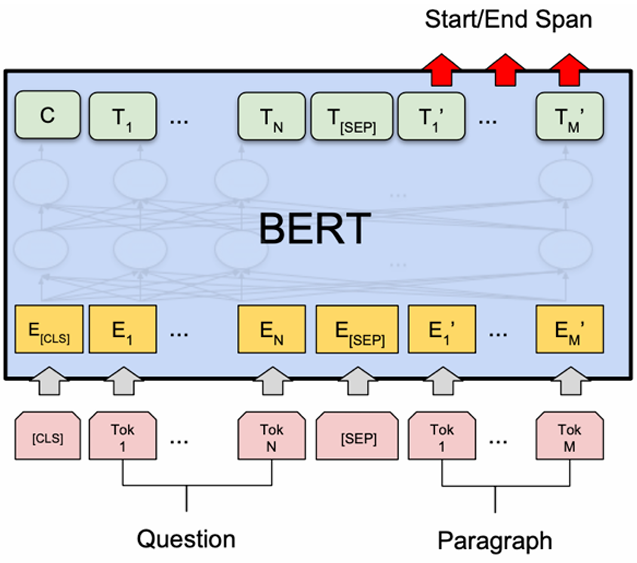 Start/End Span
C T1 ... TN T[SEP] T1’ ... TM’
...
BERT
...
E[CLS] E1 ... EN E[SEP] E1’ ... EM’
[CLS] Tok 1 ... Tok N [SEP] Tok 1 ... Tok M
Question Paragraph